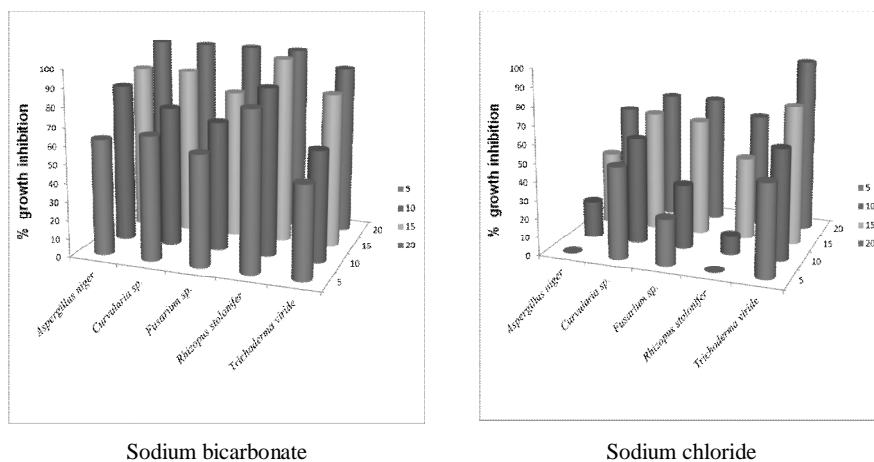 % growth inhibition
100
90
80
70
60
50
40
30
20
10
0
Aspergillus niger
Curvularia sp.
Fusarium sp.
Rhizopus stolonifer
Trichoderma viride
5
10
15
20
5
10
15
20
Sodium bicarbonate
% growth inhibition
100
90
80
70
60
50
40
30
20
10
0
Aspergillus niger
Curvularia sp.
Fusarium sp.
Rhizopus stolonifer
Trichoderma viride
5
10
15
20
5
10
15
20
Sodium chloride